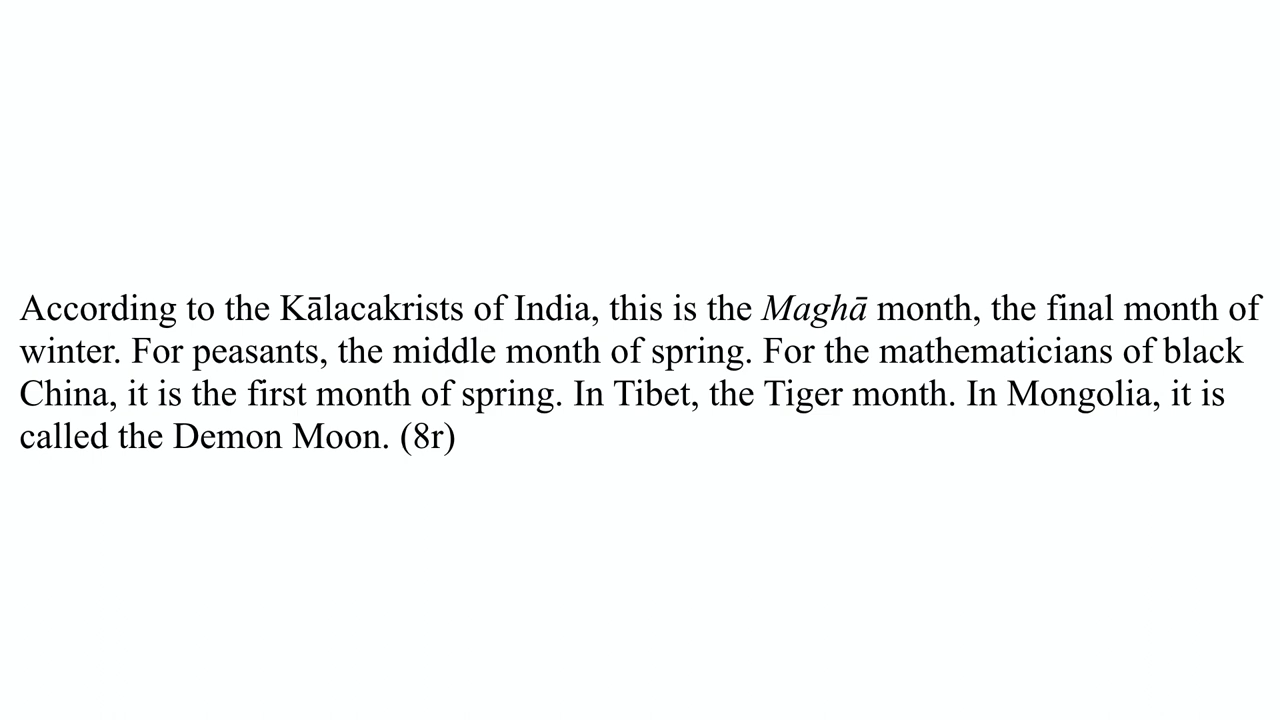 According to the Kālacakrists of India, this is the Maghā month, the final month of
winter. For peasants, the middle month of spring. For the mathematicians of black
China, it is the first month of spring. In Tibet, the Tiger month. In Mongolia, it is
called the Demon Moon. (8r)